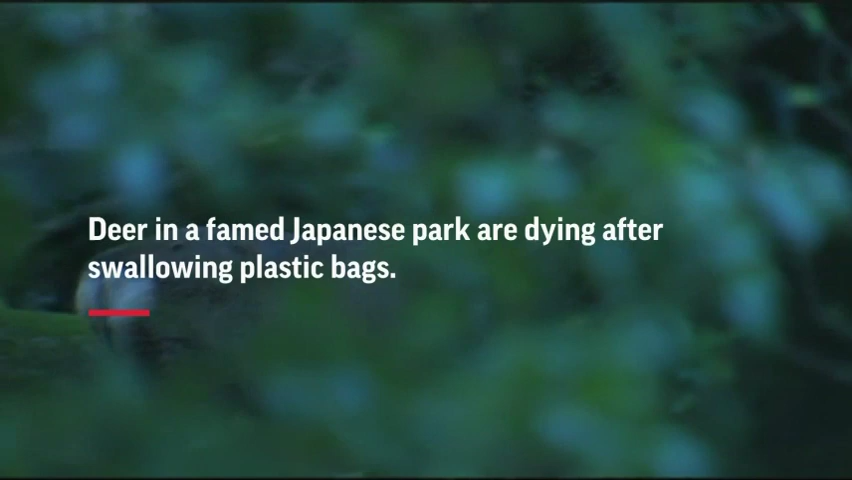 Deer in a famed Japanese park are dying after
swallowing plastic bags.